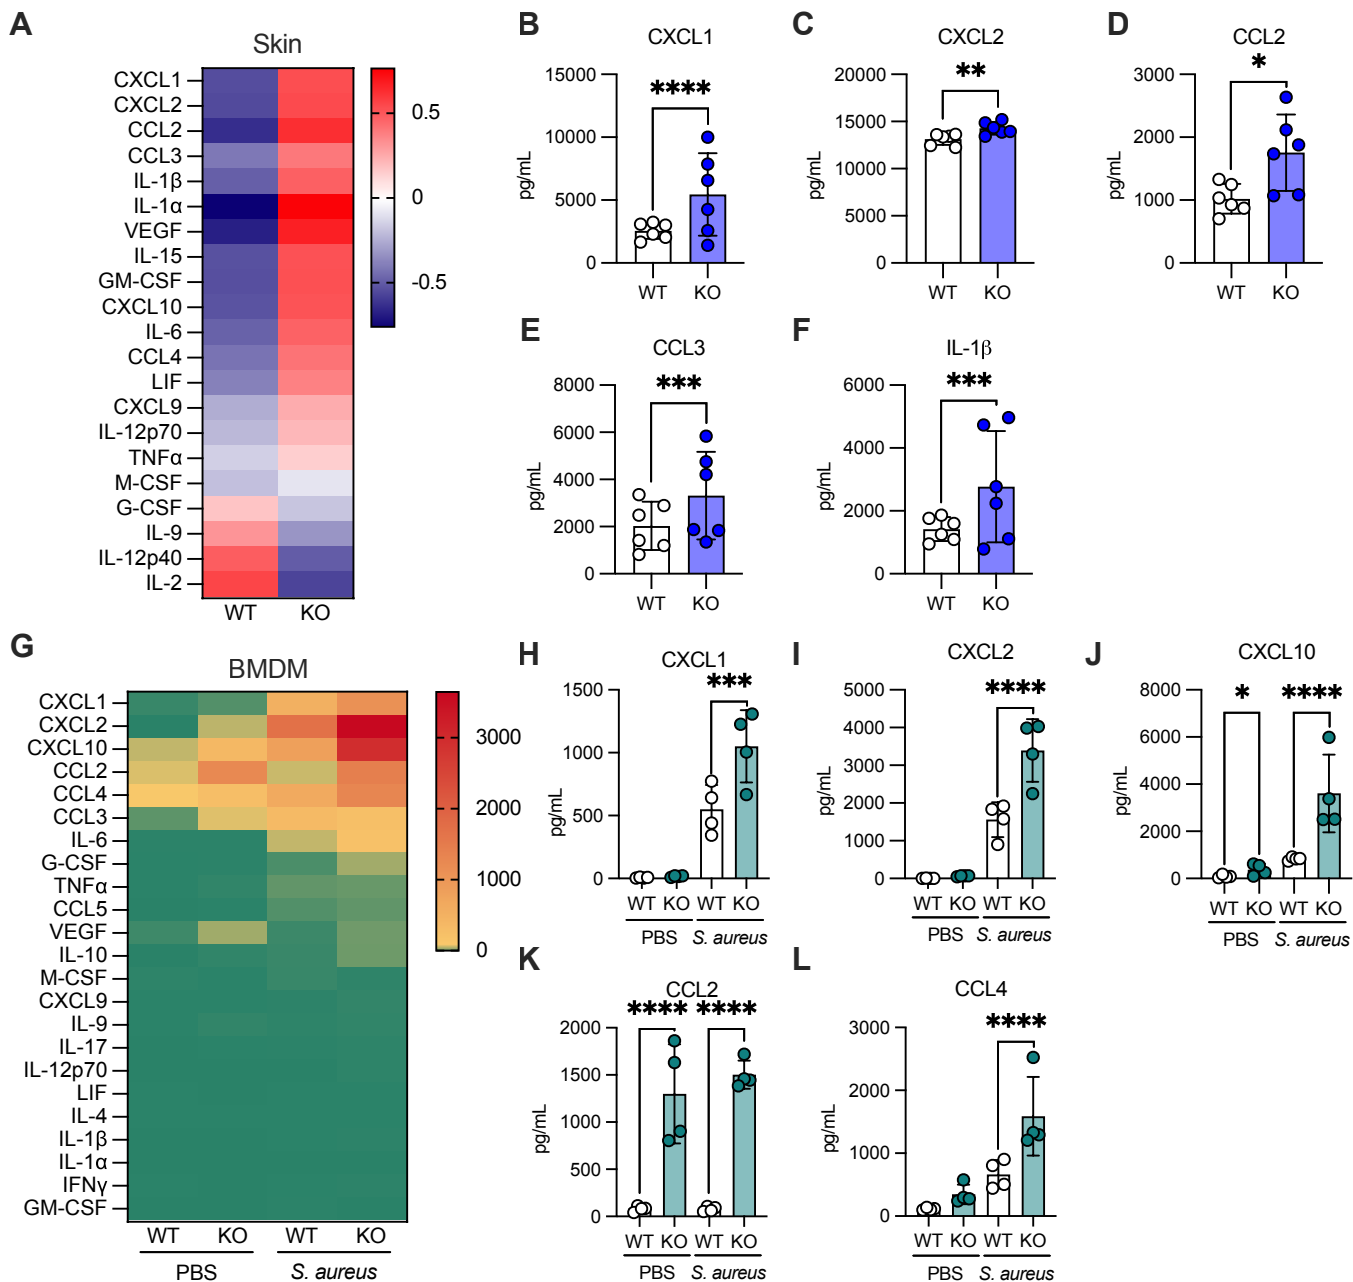 A
Skin
CXCL1
CXCL2
CCL2
CCL3
IL-1β
IL-1α
VEGF
IL-15
GM-CSF
CXCL10
IL-6
CCL4
LIF
CXCL9
IL-12p70
TNFα
M-CSF
G-CSF
IL-9
IL-12p40
IL-2
WT KO
0.5
0
-0.5
B
CXCL1
****
pg/mL
15000
10000
5000
0
WT KO
C
CXCL2
**
pg/mL
20000
15000
10000
5000
0
WT KO
D
CCL2
*
pg/mL
3000
2000
1000
0
WT KO
E
CCL3
***
pg/mL
8000
6000
4000
2000
0
WT KO
F
IL-1β
***
pg/mL
6000
4000
2000
0
WT KO
G
BMDM
CXCL1
CXCL2
CXCL10
CCL2
CCL4
CCL3
IL-6
G-CSF
TNFα
CCL5
VEGF
IL-10
M-CSF
CXCL9
IL-9
IL-17
IL-12p70
LIF
IL-4
IL-1β
IL-1α
IFNγ
GM-CSF
WT KO WT KO
PBS S. aureus
3000
2000
1000
0
H
CXCL1
***
pg/mL
1500
1000
500
0
WT KO WT KO
PBS S. aureus
I
CXCL2
****
pg/mL
5000
4000
3000
2000
1000
0
WT KO WT KO
PBS S. aureus
J
CXCL10
* ****
pg/mL
8000
6000
4000
2000
0
WT KO WT KO
PBS S. aureus
K
CCL2
**** ****
pg/mL
2000
1500
1000
500
0
WT KO WT KO
PBS S. aureus
L
CCL4
****
pg/mL
3000
2000
1000
0
WT KO WT KO
PBS S. aureus